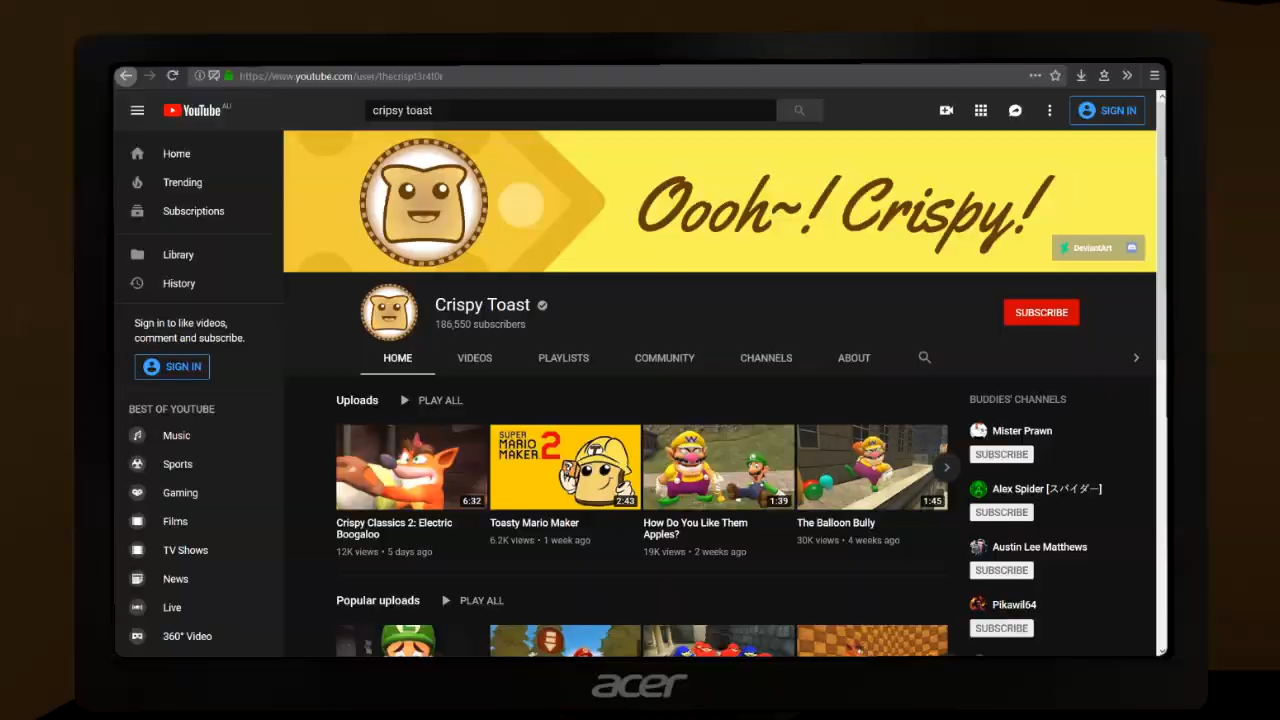 https://www.youtube.com/user/thecrisp13r4t0r
YouTube AU
cripsy toast
SIGN IN
Home
Trending
Subscriptions
Library
History
Sign in to like videos,
comment and subscribe.
SIGN IN
BEST OF YOUTUBE
Music
Sports
Gaming
Films
TV Shows
News
Live
360° Video
Oooh~! Crispy!
DeviantArt
Crispy Toast
186,550 subscribers
SUBSCRIBE
HOME
VIDEOS
PLAYLISTS
COMMUNITY
CHANNELS
ABOUT
Uploads
PLAY ALL
6:32
Crispy Classics 2: Electric
Boogaloo
12K views • 5 days ago
SUPER
MARIO
MAKER 2
2:43
Toasty Mario Maker
6.2K views • 1 week ago
1:39
How Do You Like Them
Apples?
19K views • 2 weeks ago
1:45
The Balloon Bully
30K views • 4 weeks ago
Popular uploads
PLAY ALL
BUDDIES' CHANNELS
Mister Prawn
SUBSCRIBE
Alex Spider [スパイダー]
SUBSCRIBE
Austin Lee Matthews
SUBSCRIBE
Pikawil64
SUBSCRIBE
acer